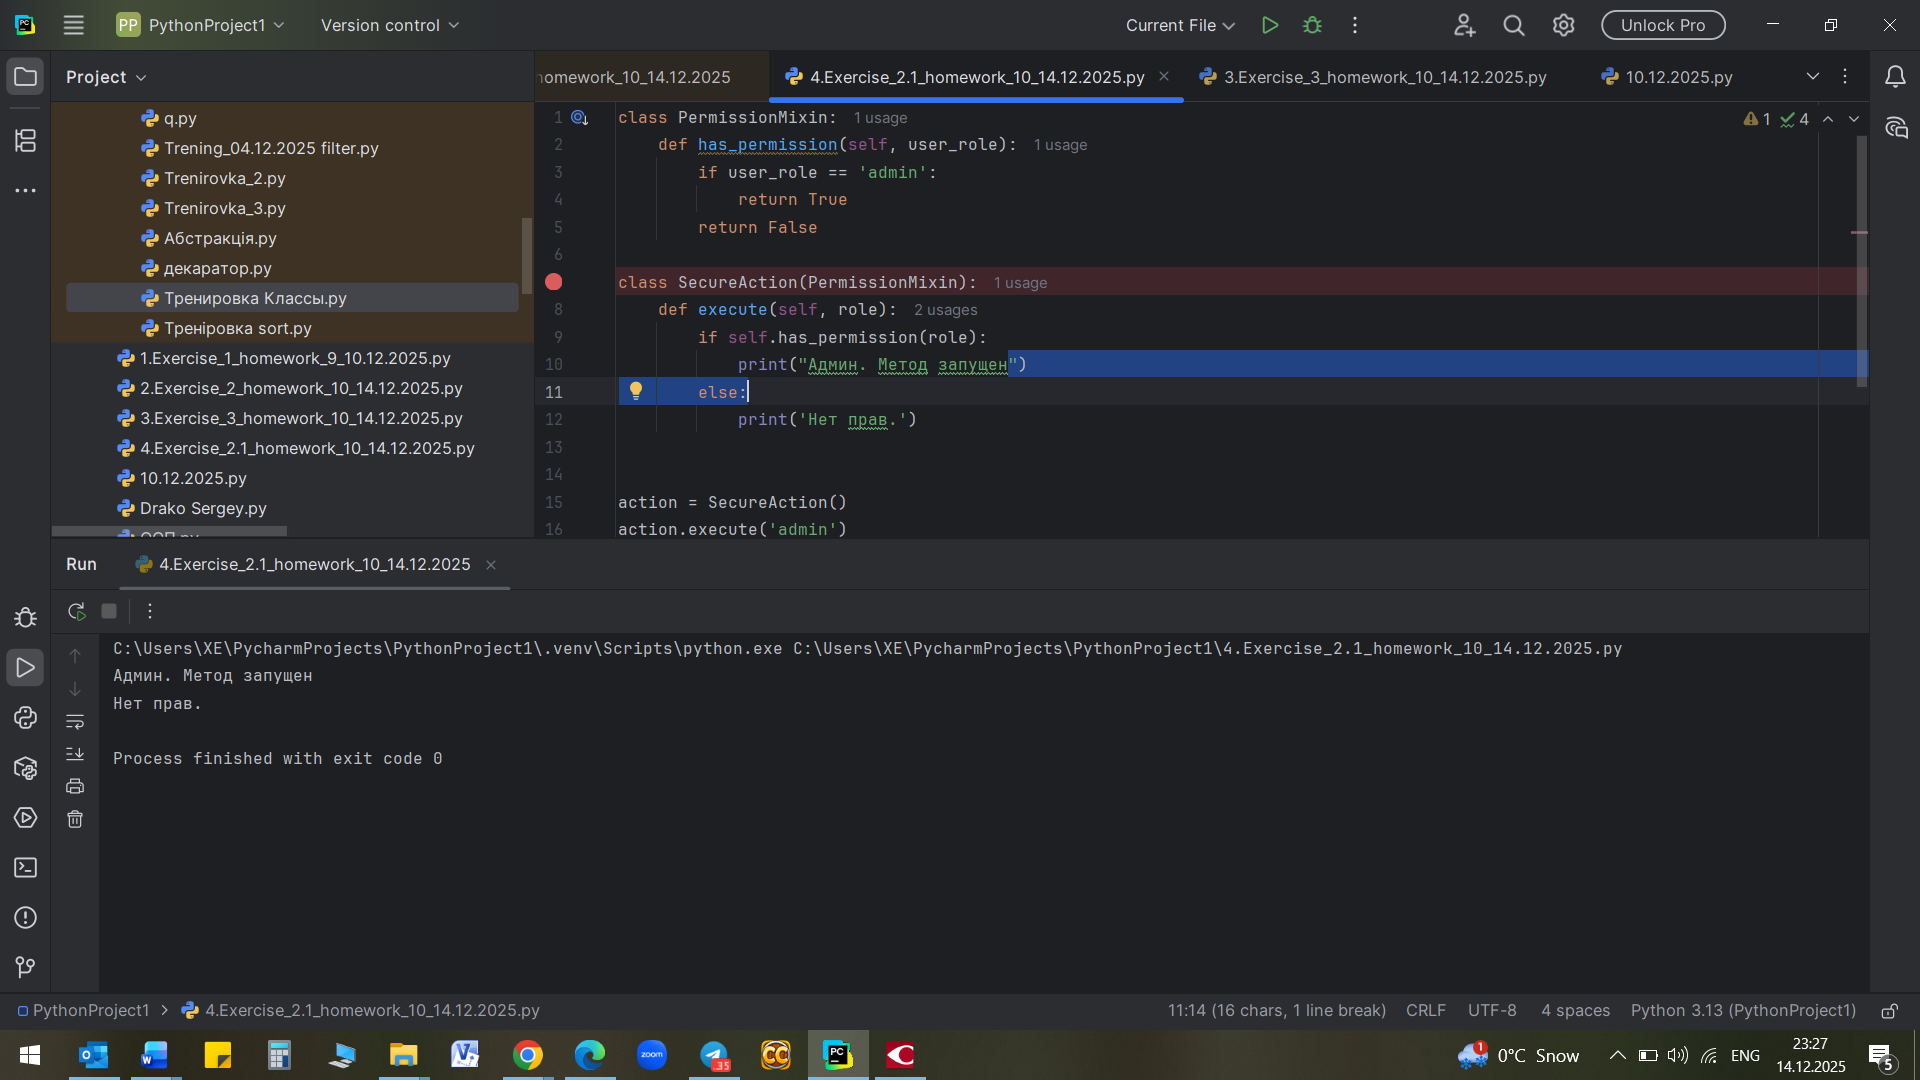 PC
PP PythonProject1 Version control Current File Unlock Pro
Project
omework_10_14.12.2025 4.Exercise_2.1_homework_10_14.12.2025.py 3.Exercise_3_homework_10_14.12.2025.py 10.12.2025.py
q.py
Trening_04.12.2025 filter.py
Trenirovka_2.py
Trenirovka_3.py
Абстракція.py
декаратор.py
Тренировка Классы.py
Треніровка sort.py
1.Exercise_1_homework_9_10.12.2025.py
2.Exercise_2_homework_10_14.12.2025.py
3.Exercise_3_homework_10_14.12.2025.py
4.Exercise_2.1_homework_10_14.12.2025.py
10.12.2025.py
Drako Sergey.py
1 class PermissionMixin: 1 usage
2 def has_permission(self, user_role): 1 usage
3 if user_role == 'admin':
4 return True
5 return False
6
class SecureAction(PermissionMixin): 1 usage
8 def execute(self, role): 2 usages
9 if self.has_permission(role):
10 print("Админ. Метод запущен")
11 else:
12 print('Нет прав.')
13
14
15 action = SecureAction()
16 action.execute('admin')
1 4
Run 4.Exercise_2.1_homework_10_14.12.2025
C:\Users\XE\PycharmProjects\PythonProject1\.venv\Scripts\python.exe C:\Users\XE\PycharmProjects\PythonProject1\4.Exercise_2.1_homework_10_14.12.2025.py
Админ. Метод запущен
Нет прав.
Process finished with exit code 0
PythonProject1 > 4.Exercise_2.1_homework_10_14.12.2025.py 11:14 (16 chars, 1 line break) CRLF UTF-8 4 spaces Python 3.13 (PythonProject1)
zoom 35 PC 1 0°C Snow ENG 23:27
14.12.2025 5